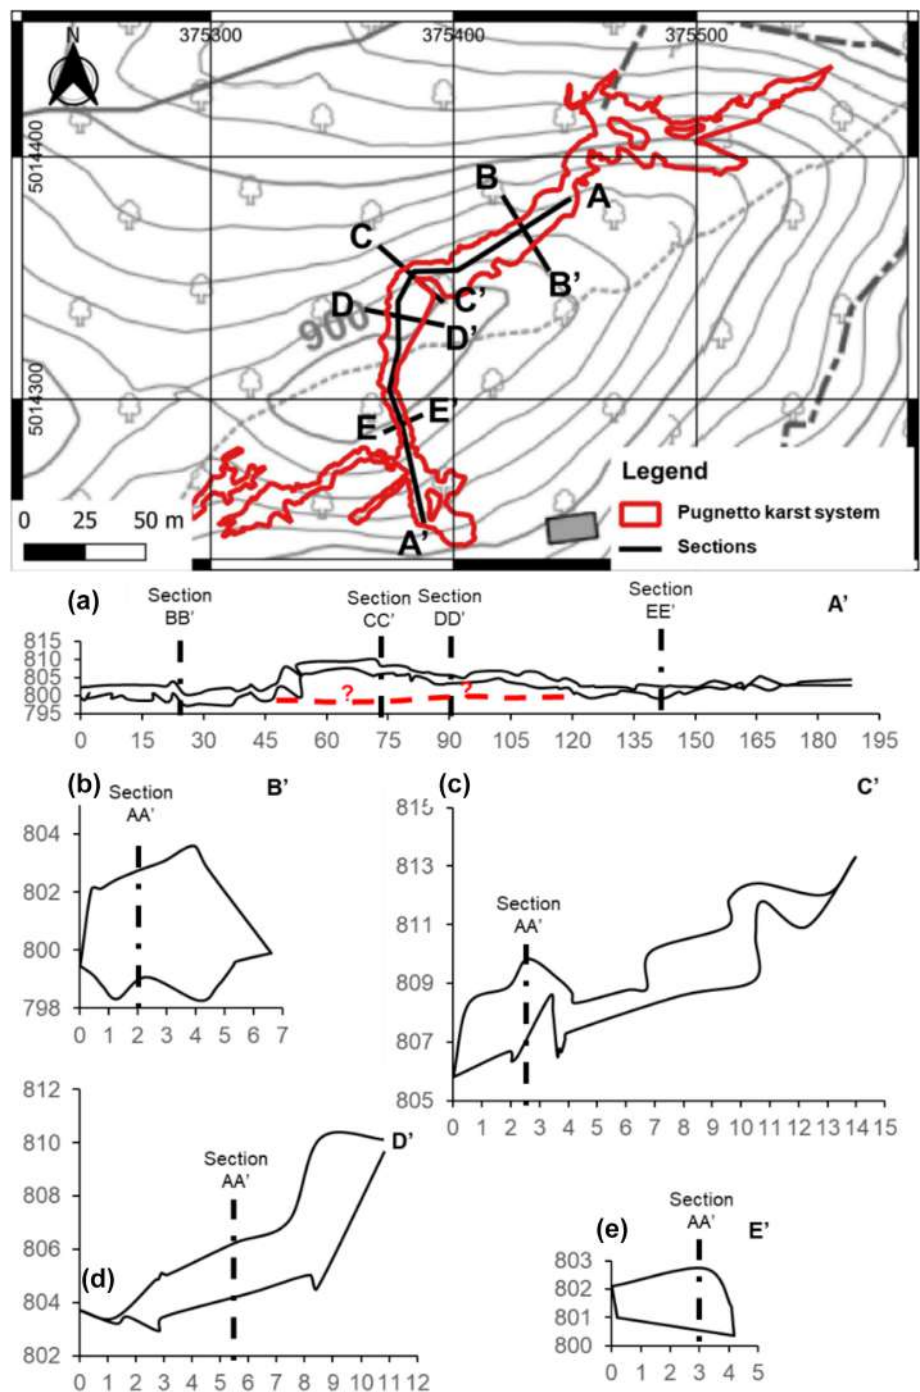 N
375300
375400
375500
5014400
5014300
B
A
C
B'
C'
D
900
D'
E'
E
A'
0 25 50 m
Legend
Pugnetto karst system
Sections
(a)
Section
BB'
Section
CC'
Section
DD'
Section
EE'
A'
815
810
805
800
795
?
?
0 15 30 45 60 75 90 105 120 135 150 165 180 195
(b)
Section
AA'
B'
804
802
800
798
0 1 2 3 4 5 6 7
(c)
C'
815
813
811
809
807
805
Section
AA'
0 1 2 3 4 5 6 7 8 9 10 11 12 13 14 15
812
810
808
806
804
802
D'
Section
AA'
(d)
0 1 2 3 4 5 6 7 8 9 10 11 12
(e)
Section
AA'
E'
803
802
801
800
0 1 2 3 4 5